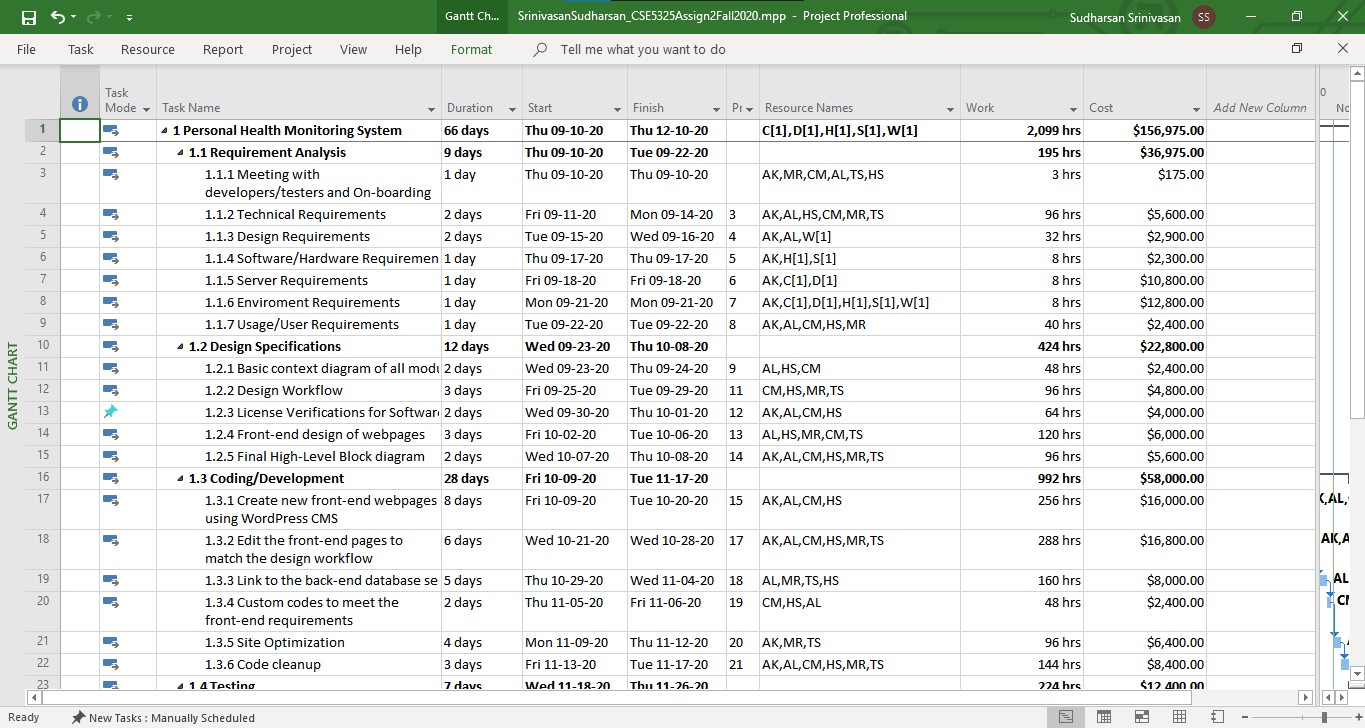 Gantt Ch... SrinivasanSudharsan_CSE5325Assign2Fall2020.mpp - Project Professional Sudharsan Srinivasan SS
File Task Resource Report Project View Help Format Tell me what you want to do
Task Mode Task Name Duration Start Finish Pr Resource Names Work Cost Add New Column
1 1 Personal Health Monitoring System 66 days Thu 09-10-20 Thu 12-10-20 C[1],D[1],H[1],S[1],W[1] 2,099 hrs $156,975.00
2 1.1 Requirement Analysis 9 days Thu 09-10-20 Tue 09-22-20 195 hrs $36,975.00
3 1.1.1 Meeting with 1 day Thu 09-10-20 Thu 09-10-20 AK,MR,CM,AL,TS,HS 3 hrs $175.00
developers/testers and On-boarding
4 1.1.2 Technical Requirements 2 days Fri 09-11-20 Mon 09-14-20 3 AK,AL,HS,CM,MR,TS 96 hrs $5,600.00
5 1.1.3 Design Requirements 2 days Tue 09-15-20 Wed 09-16-20 4 AK,AL,W[1] 32 hrs $2,900.00
6 1.1.4 Software/Hardware Requiremen 1 day Thu 09-17-20 Thu 09-17-20 5 AK,H[1],S[1] 8 hrs $2,300.00
7 1.1.5 Server Requirements 1 day Fri 09-18-20 Fri 09-18-20 6 AK,C[1],D[1] 8 hrs $10,800.00
8 1.1.6 Enviroment Requirements 1 day Mon 09-21-20 Mon 09-21-20 7 AK,C[1],D[1],H[1],S[1],W[1] 8 hrs $12,800.00
9 1.1.7 Usage/User Requirements 1 day Tue 09-22-20 Tue 09-22-20 8 AK,AL,CM,HS,MR 40 hrs $2,400.00
10 1.2 Design Specifications 12 days Wed 09-23-20 Thu 10-08-20 424 hrs $22,800.00
11 1.2.1 Basic context diagram of all modu 2 days Wed 09-23-20 Thu 09-24-20 9 AL,HS,CM 48 hrs $2,400.00
12 1.2.2 Design Workflow 3 days Fri 09-25-20 Tue 09-29-20 11 CM,HS,MR,TS 96 hrs $4,800.00
13 1.2.3 License Verifications for Softwar 2 days Wed 09-30-20 Thu 10-01-20 12 AK,AL,CM,HS 64 hrs $4,000.00
14 1.2.4 Front-end design of webpages 3 days Fri 10-02-20 Tue 10-06-20 13 AL,HS,MR,CM,TS 120 hrs $6,000.00
15 1.2.5 Final High-Level Block diagram 2 days Wed 10-07-20 Thu 10-08-20 14 AK,AL,CM,HS,MR,TS 96 hrs $5,600.00
16 1.3 Coding/Development 28 days Fri 10-09-20 Tue 11-17-20 992 hrs $58,000.00
17 1.3.1 Create new front-end webpages 8 days Fri 10-09-20 Tue 10-20-20 15 AK,AL,CM,HS 256 hrs $16,000.00
using WordPress CMS
18 1.3.2 Edit the front-end pages to 6 days Wed 10-21-20 Wed 10-28-20 17 AK,AL,CM,HS,MR,TS 288 hrs $16,800.00
match the design workflow
19 1.3.3 Link to the back-end database se 5 days Thu 10-29-20 Wed 11-04-20 18 AL,MR,TS,HS 160 hrs $8,000.00
20 1.3.4 Custom codes to meet the 2 days Thu 11-05-20 Fri 11-06-20 19 CM,HS,AL 48 hrs $2,400.00
front-end requirements
21 1.3.5 Site Optimization 4 days Mon 11-09-20 Thu 11-12-20 20 AK,MR,TS 96 hrs $6,400.00
22 1.3.6 Code cleanup 3 days Fri 11-13-20 Tue 11-17-20 21 AK,AL,CM,HS,MR,TS 144 hrs $8,400.00
23 1.4 Testing 7 days Wed 11-18-20 Thu 11-26-20 224 hrs $12,400.00
GANTT CHART
Ready New Tasks : Manually Scheduled